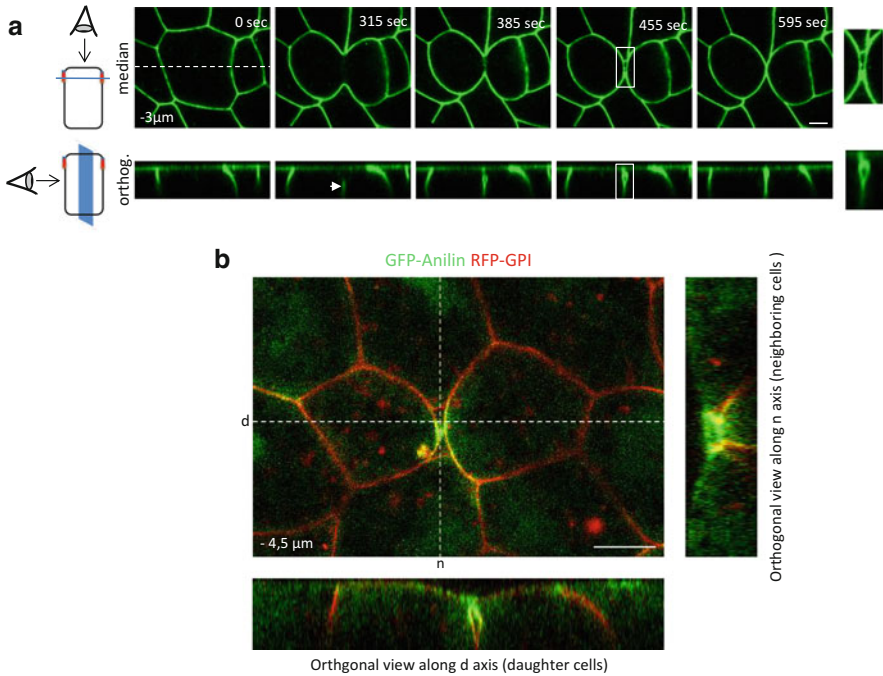 a
median
0 sec
315 sec
385 sec
455 sec
595 sec
-3μm
orthog.
b
GFP-Anilin RFP-GPI
d
- 4,5 μm
n
Orthogonal view along n axis (neighboring cells )
Orthgonal view along d axis (daughter cells)